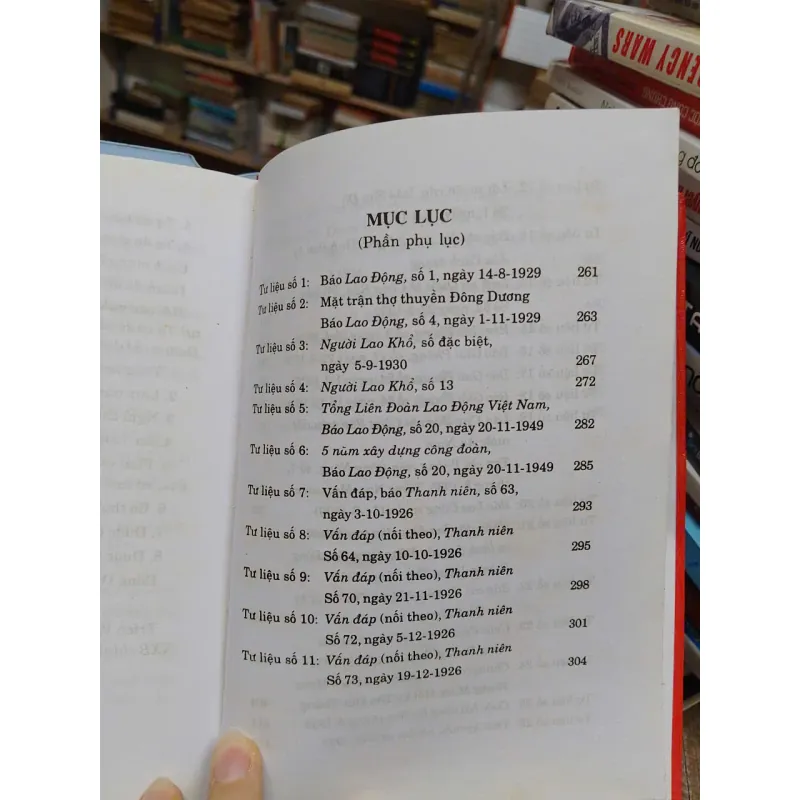 MỤC LỤC
(Phần phụ lục)
Tư liệu số 1: Báo Lao Động, số 1, ngày 14-8-1929 261
Tư liệu số 2: Mặt trận thợ thuyền Đông Dương
Báo Lao Động, số 4, ngày 1-11-1929 263
Tư liệu số 3: Người Lao Khổ, số đặc biệt,
ngày 5-9-1930 267
Tư liệu số 4: Người Lao Khổ, số 13 272
Tư liệu số 5: Tổng Liên Đoàn Lao Động Việt Nam,
Báo Lao Động, số 20, ngày 20-11-1949 282
Tư liệu số 6: 5 năm xây dựng công đoàn,
Báo Lao Động, số 20, ngày 20-11-1949 285
Tư liệu số 7: Vấn đáp, báo Thanh niên, số 63,
ngày 3-10-1926 293
Tư liệu số 8: Vấn đáp (nối theo), Thanh niên
Số 64, ngày 10-10-1926 295
Tư liệu số 9: Vấn đáp (nối theo), Thanh niên
Số 70, ngày 21-11-1926 298
Tư liệu số 10: Vấn đáp (nối theo), Thanh niên
Số 72, ngày 5-12-1926 301
Tư liệu số 11: Vấn đáp (nối theo), Thanh niên
Số 73, ngày 19-12-1926 304
WARS